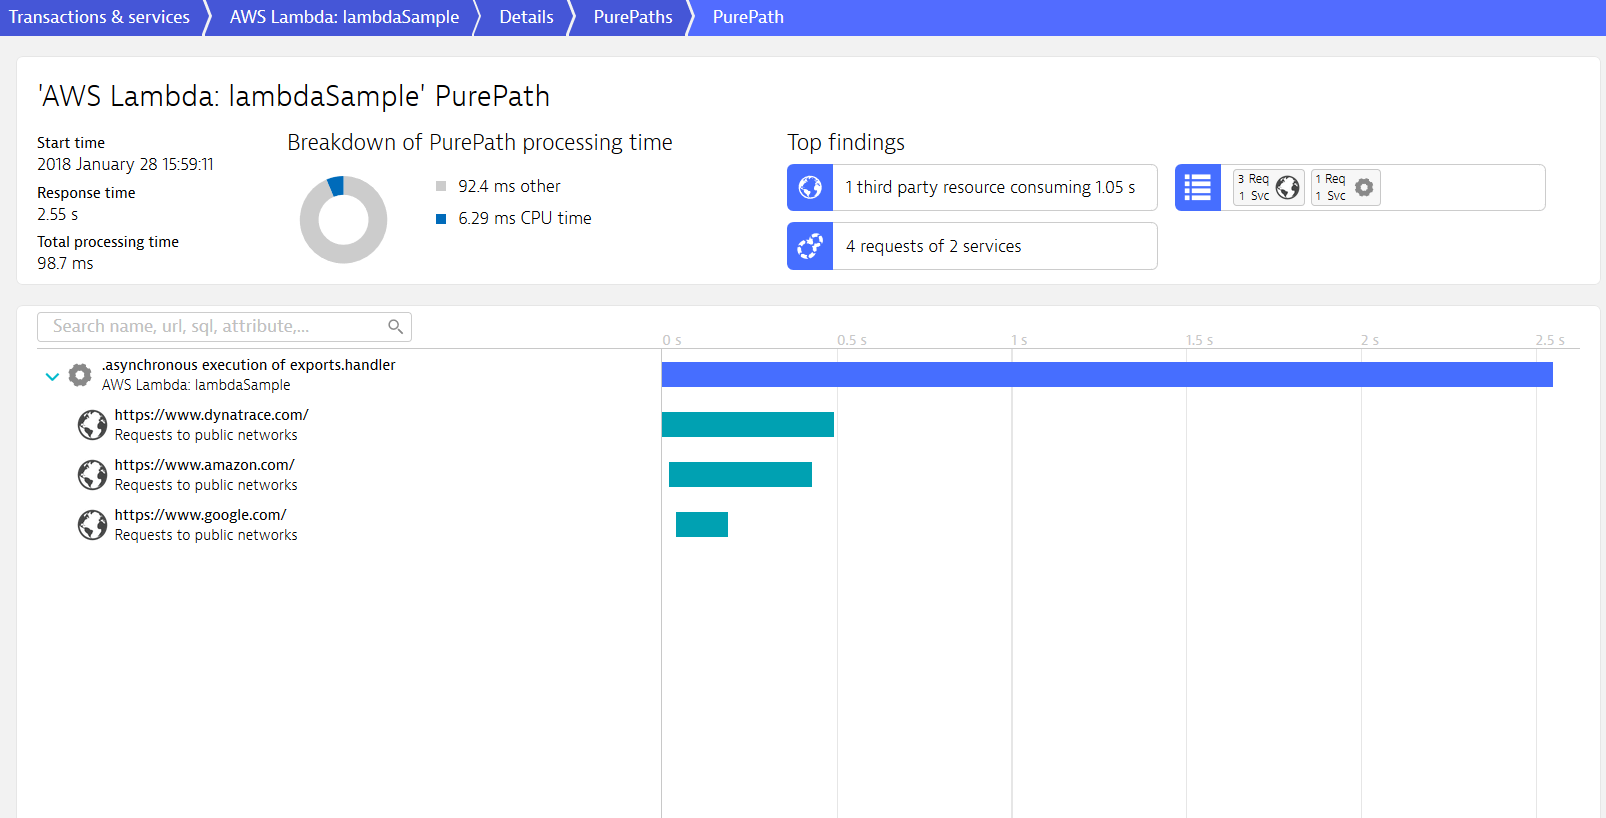 Transactions & services
AWS Lambda: lambdaSample
Details
PurePaths
PurePath
'AWS Lambda: lambdaSample' PurePath
Start time
2018 January 28 15:59:11
Response time
2.55 s
Total processing time
98.7 ms
Breakdown of PurePath processing time
92.4 ms other
6.29 ms CPU time
Top findings
1 third party resource consuming 1.05 s
3 Req
1 Svc
1 Req
1 Svc
4 requests of 2 services
Search name, url, sql, attribute,...
0 s
0.5 s
1 s
1.5 s
2 s
2.5 s
.asynchronous execution of exports.handler
AWS Lambda: lambdaSample
https://www.dynatrace.com/
Requests to public networks
https://www.amazon.com/
Requests to public networks
https://www.google.com/
Requests to public networks